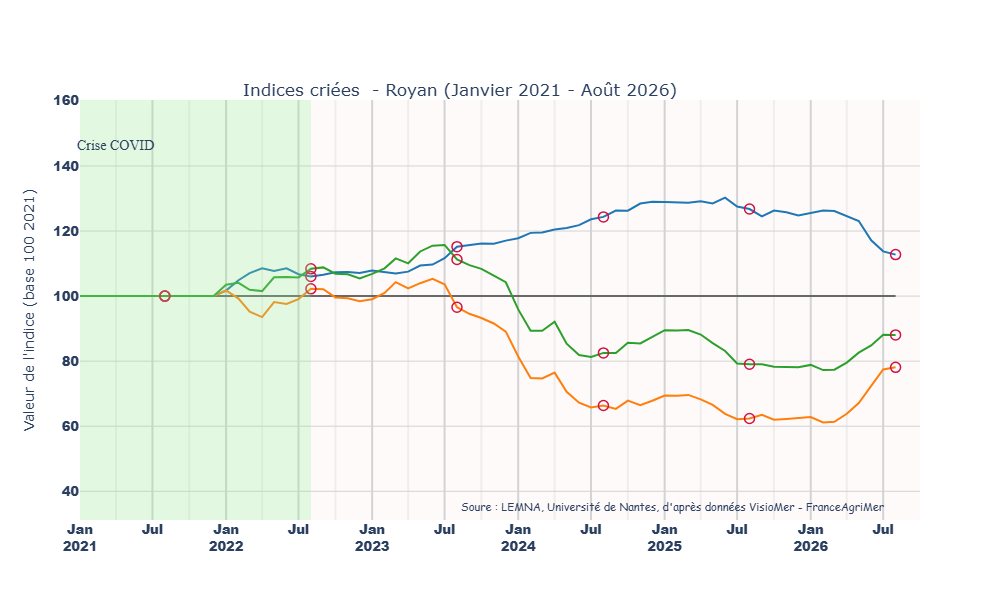 Indices criées - Royan (Janvier 2021 - Août 2026)
160
Crise COVID
140
120
100
80
60
40
Valeur de l'indice (base 100 2021)
Soure : LEMNA, Université de Nantes, d'après données VisioMer - FranceAgriMer
Jan Jul Jan Jul Jan Jul Jan Jul Jan Jul Jan Jul
2021 2022 2023 2024 2025 2026